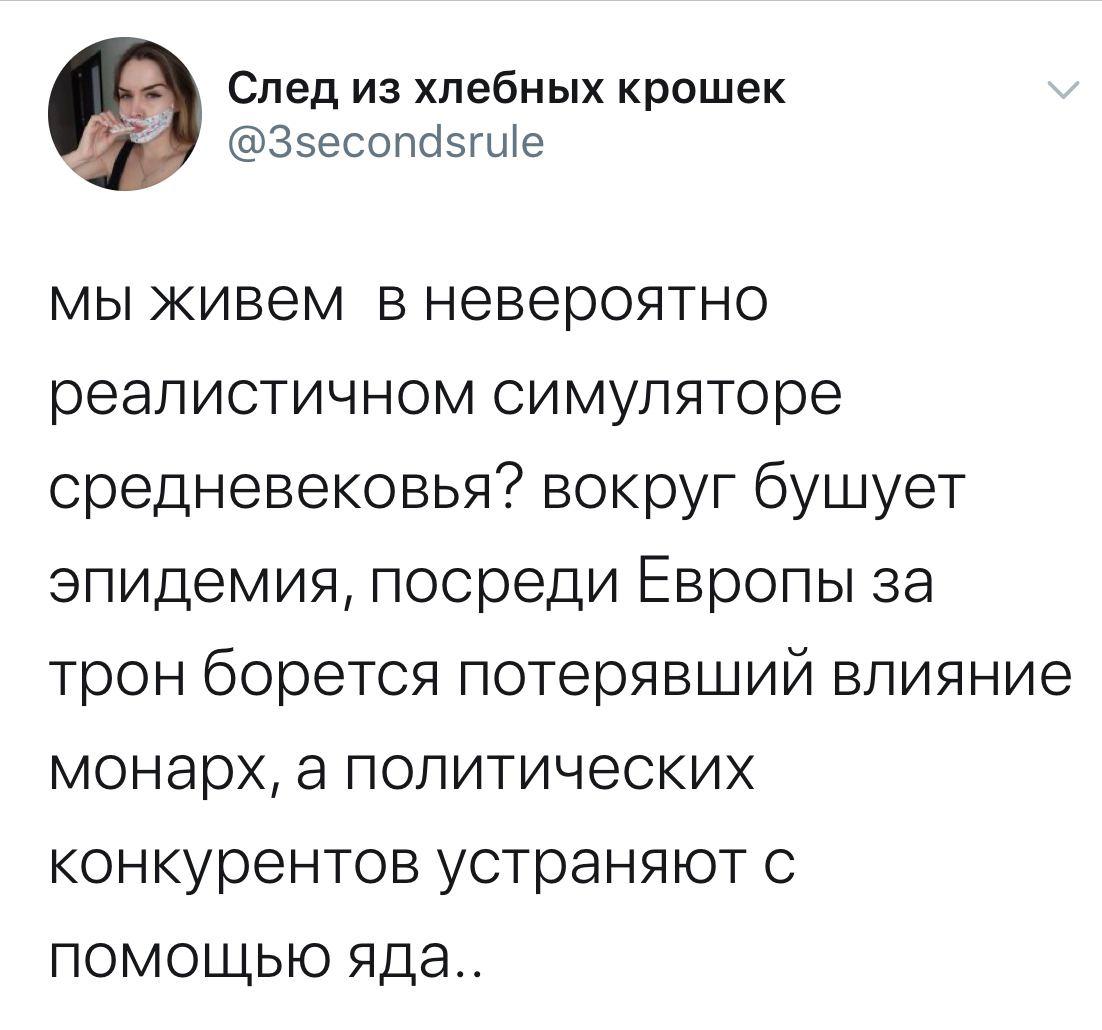 След из хлебных крошек
@3secondsrule
мы живем  в невероятно
реалистичном симуляторе
средневековья? вокруг бушует
эпидемия, посреди Европы за
трон борется потерявший влияние
монарх, а политических
конкурентов устраняют с
помощью яда..